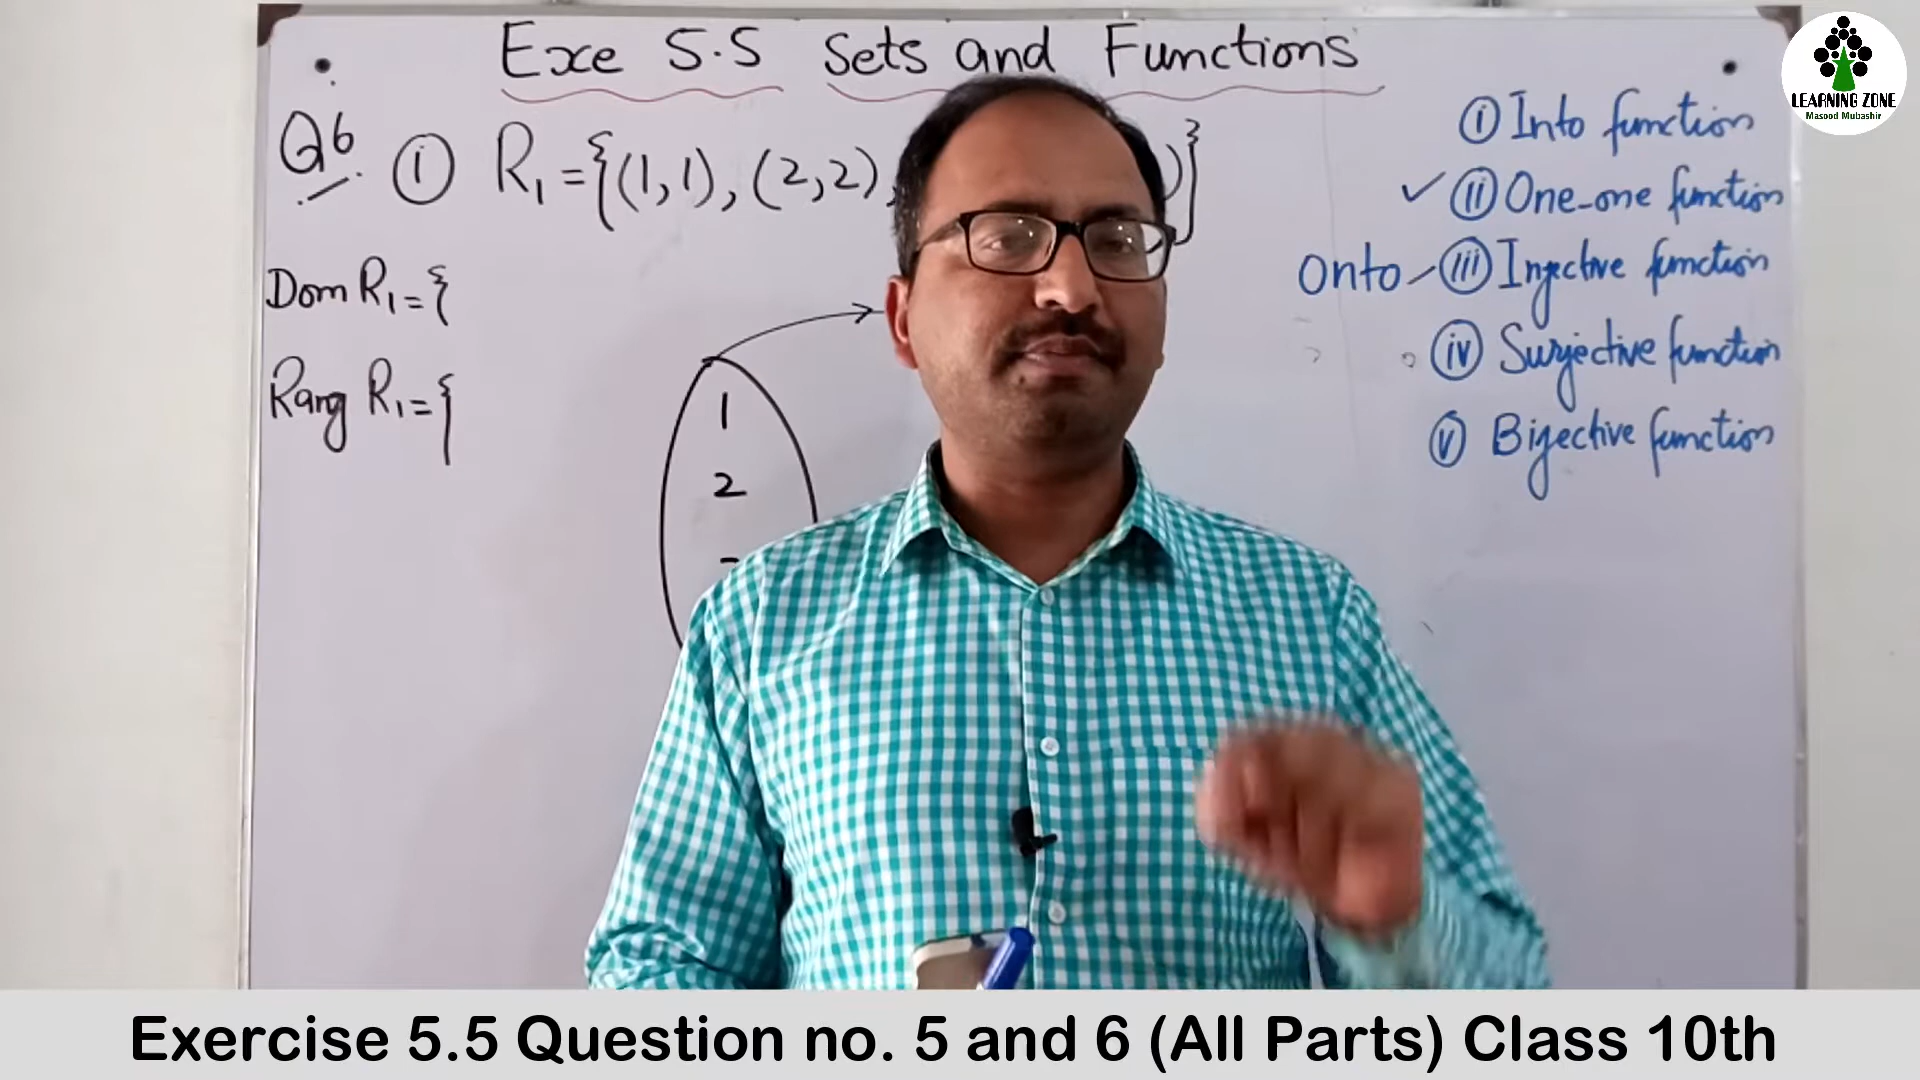 Exe 5.5 Sets and Functions
Q6 (i) R₁={(1,1),(2,2), )}
Dom R₁={
Rang R₁={
1
2
(i) Into function
✓ (ii) One-one function
Onto (iii) Injective function
(iv) Surjective function
(v) Bijective function
LEARNING ZONE
Masood Mubashir
Exercise 5.5 Question no. 5 and 6 (All Parts) Class 10th